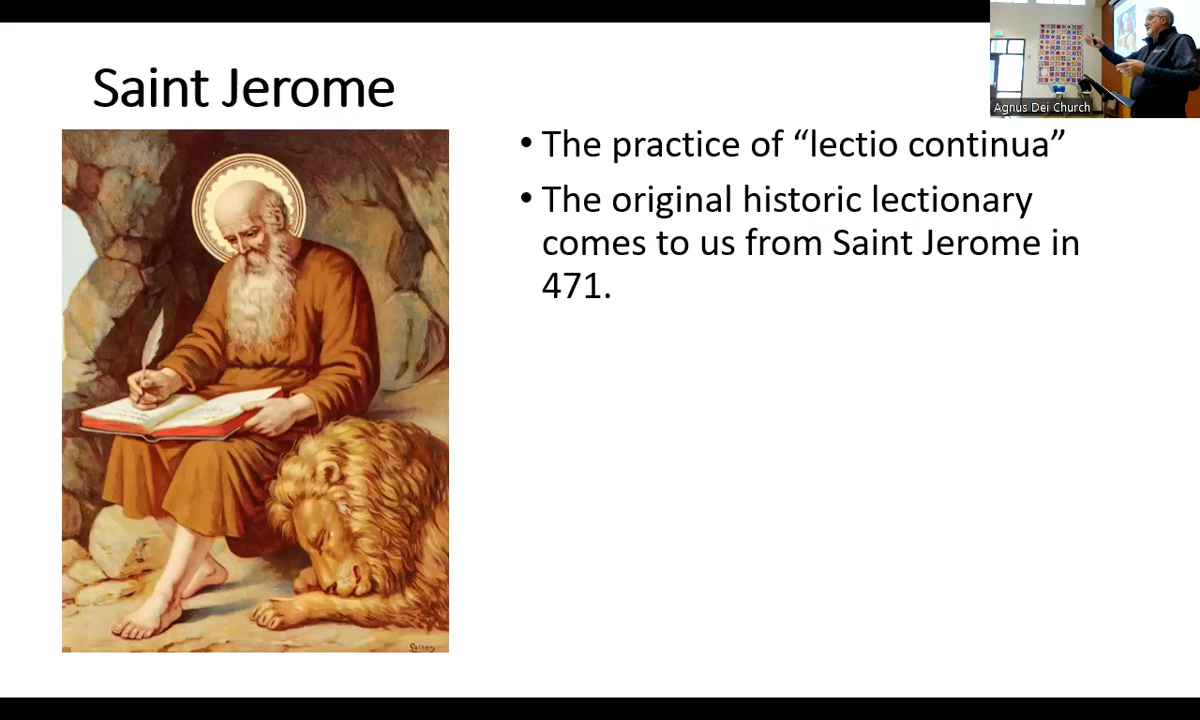 Saint Jerome
Agnus Dei Church
• The practice of “lectio continua”
• The original historic lectionary
comes to us from Saint Jerome in
471.